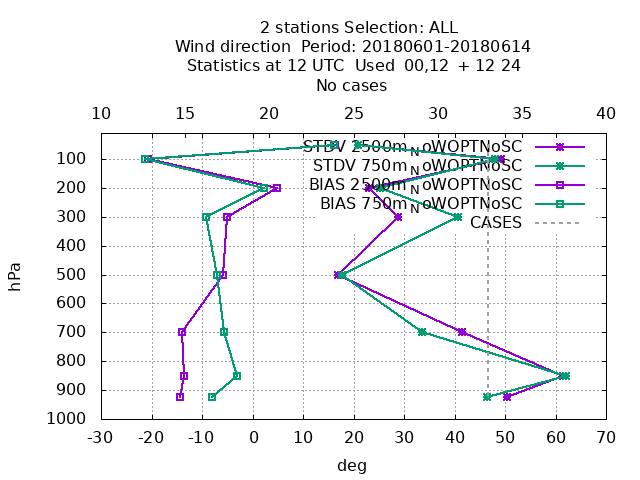 2 stations Selection: ALL
Wind direction  Period: 20180601-20180614
Statistics at 12 UTC  Used  00,12  + 12 24
No cases
10 15 20 25 30 35 40
STDV 2500m_NoWOPTNoSC
STDV 750m_NoWOPTNoSC
BIAS 2500m_NoWOPTNoSC
BIAS 750m_NoWOPTNoSC
CASES
100
200
300
400
500
600
700
800
900
1000
hPa
-30 -20 -10 0 10 20 30 40 50 60 70
deg